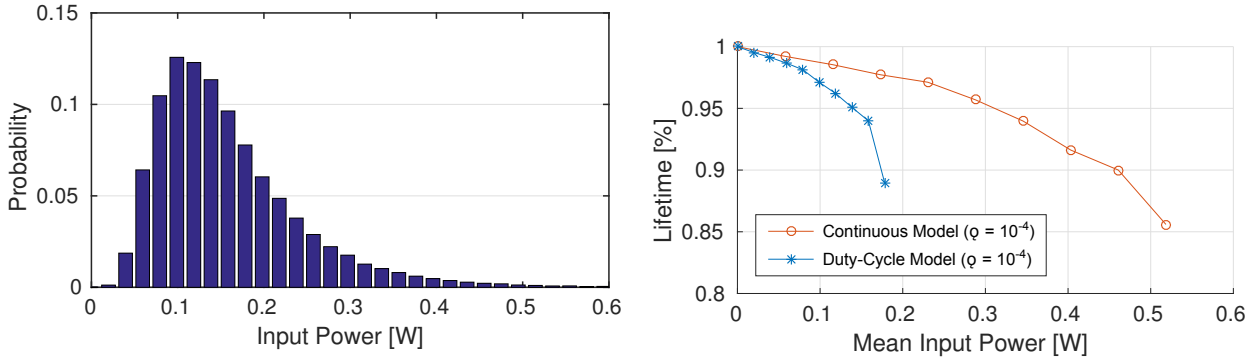 0.15
0.1
0.05
0
Probability
0 0.1 0.2 0.3 0.4 0.5 0.6
Input Power [W]
1
0.95
0.9
0.85
0.8
Lifetime [%]
Continuous Model (ϱ = 10⁻⁴)
Duty-Cycle Model (ϱ = 10⁻⁴)
0 0.1 0.2 0.3 0.4 0.5 0.6
Mean Input Power [W]